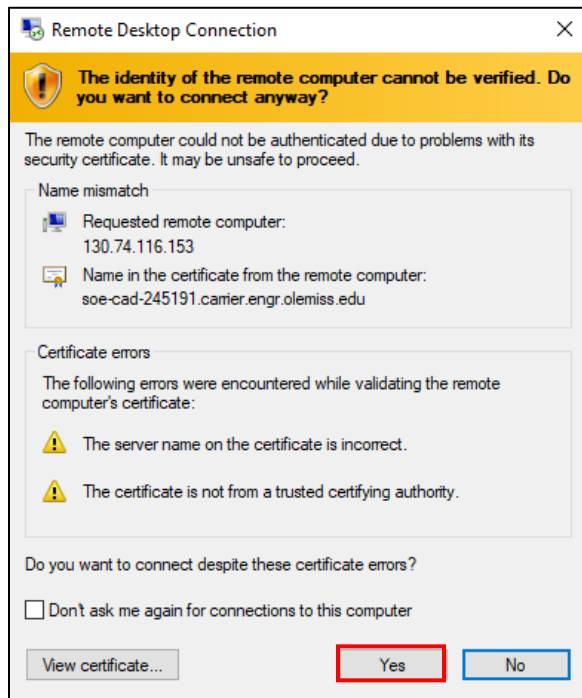 Remote Desktop Connection
The identity of the remote computer cannot be verified. Do
you want to connect anyway?
The remote computer could not be authenticated due to problems with its
security certificate. It may be unsafe to proceed.
Name mismatch
Requested remote computer:
130.74.116.153
Name in the certificate from the remote computer:
soe-cad-245191.carrier.engr.olemiss.edu
Certificate errors
The following errors were encountered while validating the remote
computer's certificate:
The server name on the certificate is incorrect.
The certificate is not from a trusted certifying authority.
Do you want to connect despite these certificate errors?
Don't ask me again for connections to this computer
View certificate...
Yes
No